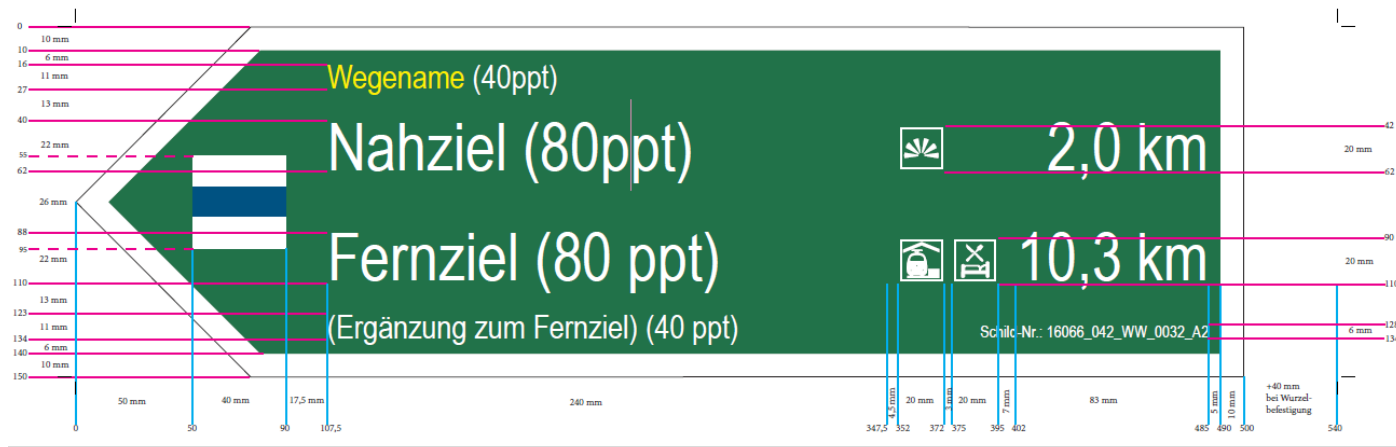 0
10 mm
10
6 mm
16
11 mm
27
13 mm
40
22 mm
55
62
26 mm
88
95
22 mm
110
13 mm
123
11 mm
134
6 mm
140
10 mm
150
Wegename (40ppt)
Nahziel (80ppt)
2,0 km
Fernziel (80 ppt)
10,3 km
(Ergänzung zum Fernziel) (40 ppt)
Schild-Nr.: 16066_042_WW_0032_A2
42
20 mm
62
90
20 mm
110
128
6 mm
134
50 mm
40 mm
17,5 mm
240 mm
4,5 mm
20 mm
3 mm
20 mm
7 mm
83 mm
5 mm
10 mm
+40 mm
bei Wurzel-
befestigung
0
50
90
107,5
347,5
352
372
375
395
402
485
490
500
540